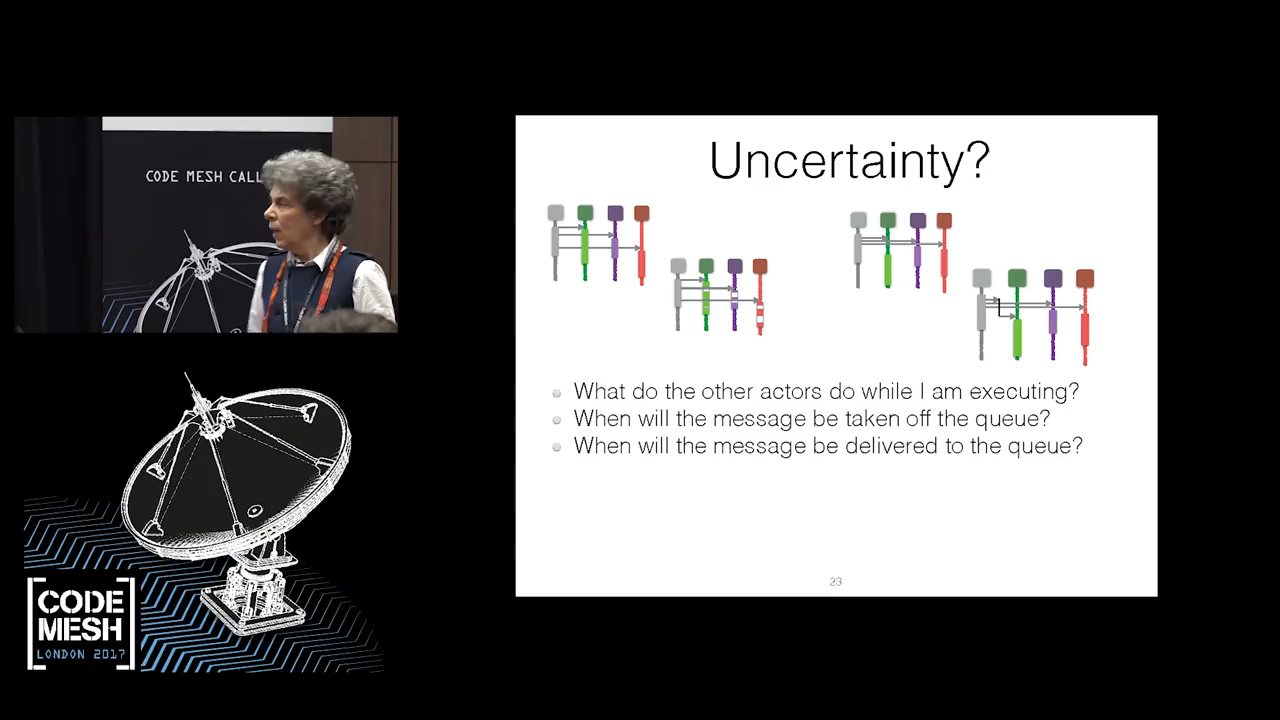 CODE MESH CALL
Uncertainty?
What do the other actors do while I am executing?
When will the message be taken off the queue?
When will the message be delivered to the queue?
23
CODE
MESH
LONDON 2017